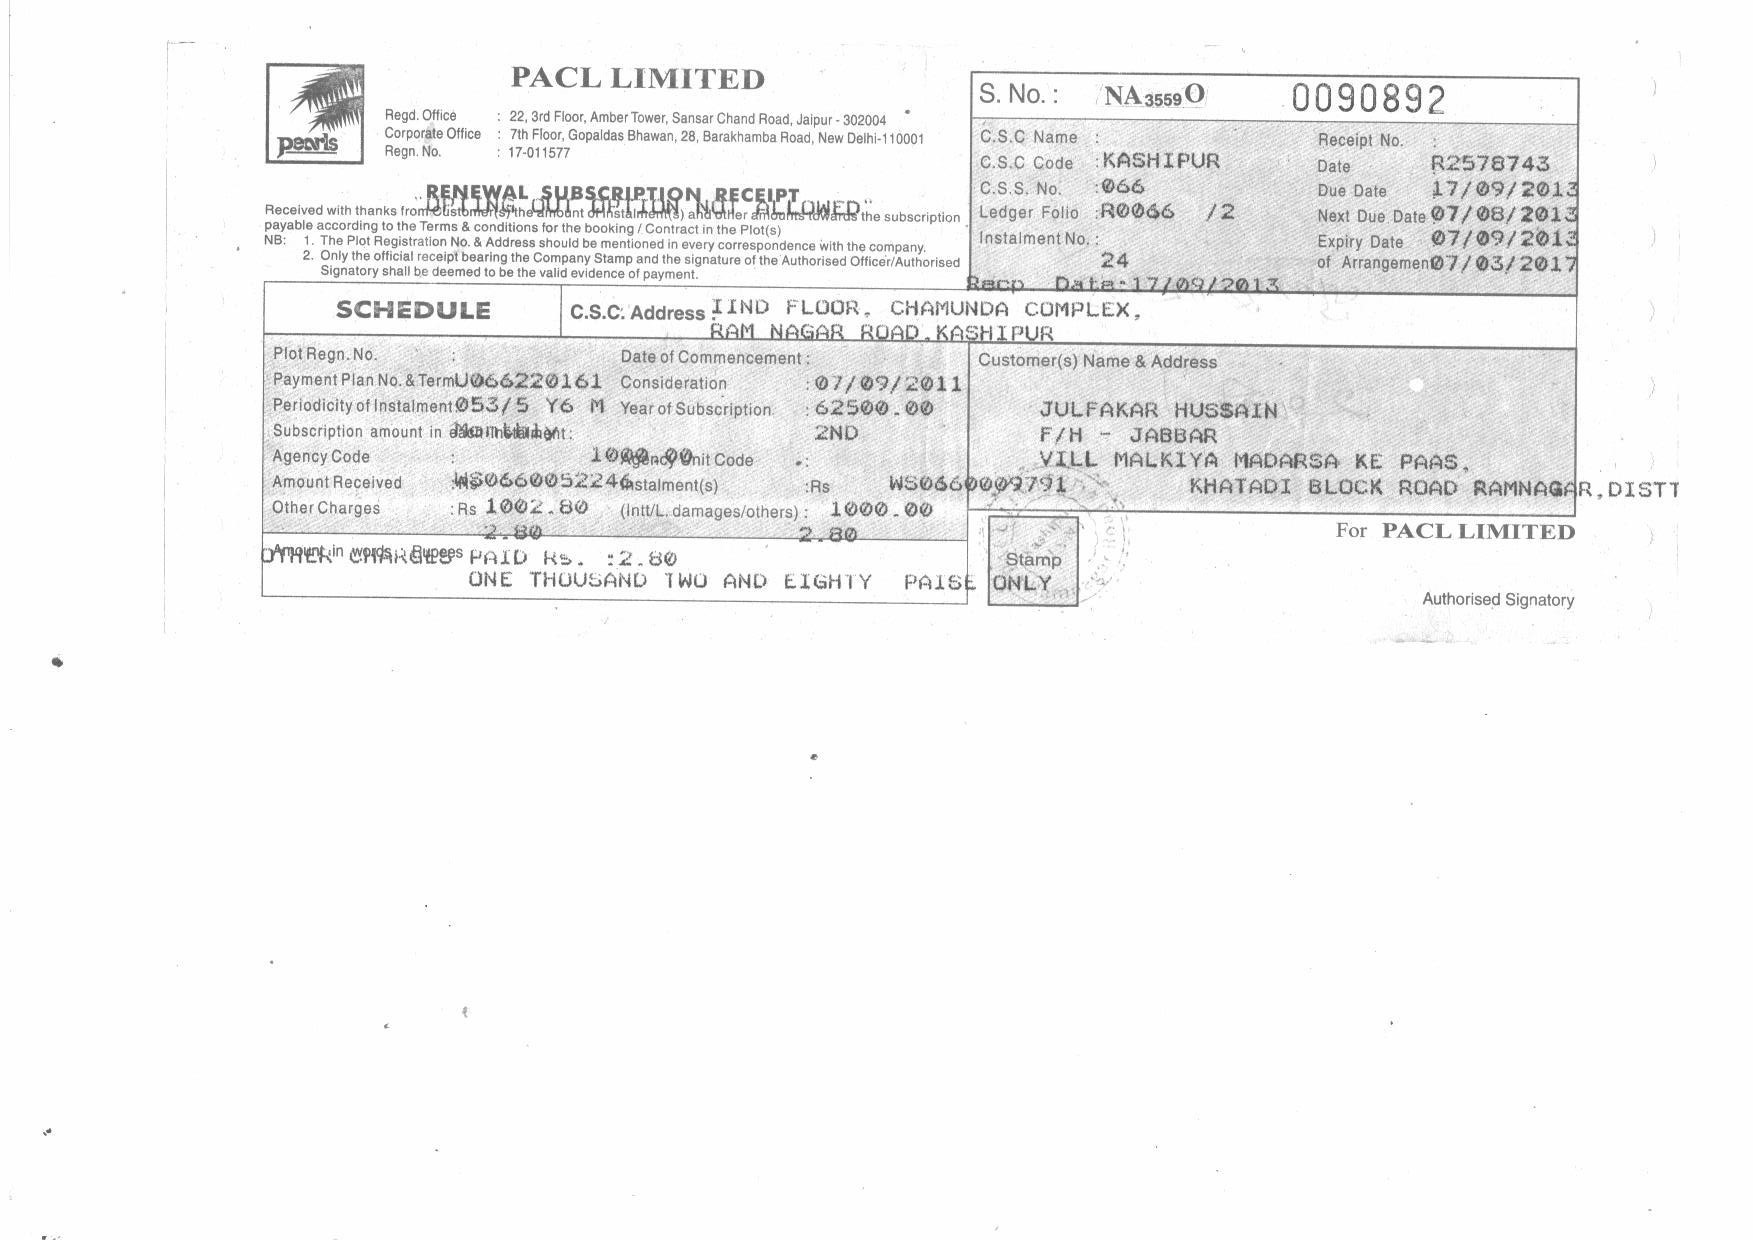 PACL LIMITED
pearls
Regd. Office : 22, 3rd Floor, Amber Tower, Sansar Chand Road, Jaipur - 302004
Corporate Office : 7th Floor, Gopaldas Bhawan, 28, Barakhamba Road, New Delhi-110001
Regn. No. : 17-011577
S. No. : NA3559O 0090892
C.S.C Name : Receipt No. :
C.S.C Code :KASHIPUR Date R2578743
C.S.S. No. :066 Due Date 17/09/2013
Ledger Folio :R0066 /2 Next Due Date 07/08/2013
Instalment No. : Expiry Date 07/09/2013
24 of Arrangemen07/03/2017
Recp Date:17/09/2013
RENEWAL SUBSCRIPTION RECEIPT
"OPTING OUT OPTION NOT ALLOWED"
Received with thanks from Customer(s) the amount of Instalment(s) and other amounts towards the subscription
payable according to the Terms & conditions for the booking / Contract in the Plot(s)
NB: 1. The Plot Registration No. & Address should be mentioned in every correspondence with the company.
2. Only the official receipt bearing the Company Stamp and the signature of the Authorised Officer/Authorised
Signatory shall be deemed to be the valid evidence of payment.
SCHEDULE C.S.C. Address : IIND FLOOR, CHAMUNDA COMPLEX,
RAM NAGAR ROAD,KASHIPUR
Plot Regn. No. : Date of Commencement :
Payment Plan No. & Term U066220161 Consideration :07/09/2011
Periodicity of Instalment 053/5 Y6 M Year of Subscription. :62500.00
Subscription amount in each Instalment : Monthly 2ND
Agency Code : 1000.00 Agency Unit Code :
Amount Received :WS0660052246 Instalment(s) :Rs WS0660009791
Other Charges :Rs 1002.80 (Intt/L. damages/others) : 1000.00
2.80 2.80
Amount in words : Rupees
OTHER CHARGES PAID Rs. :2.80
ONE THOUSAND TWO AND EIGHTY PAISE ONLY
Customer(s) Name & Address
JULFAKAR HUSSAIN
F/H - JABBAR
VILL MALKIYA MADARSA KE PAAS,
KHATADI BLOCK ROAD RAMNAGAR,DISTT
Stamp
For PACL LIMITED
Authorised Signatory